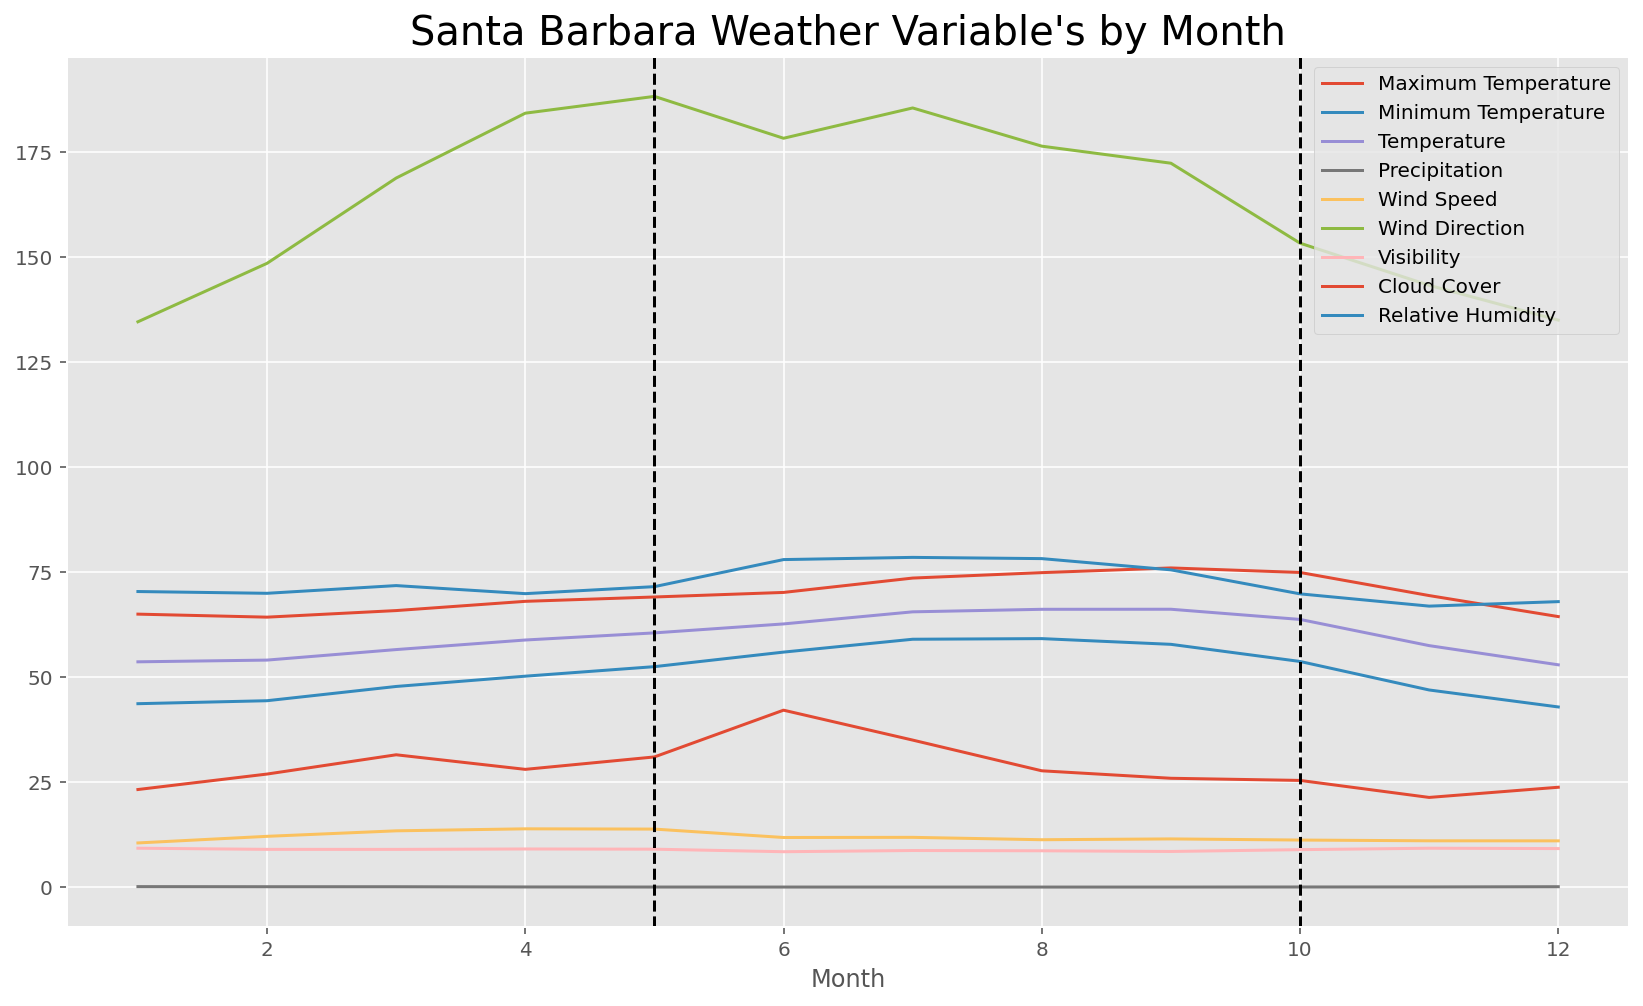 Santa Barbara Weather Variable's by Month
Maximum Temperature
Minimum Temperature
Temperature
Precipitation
Wind Speed
Wind Direction
Visibility
Cloud Cover
Relative Humidity
175
150
125
100
75
50
25
0
2 4 6 8 10 12
Month